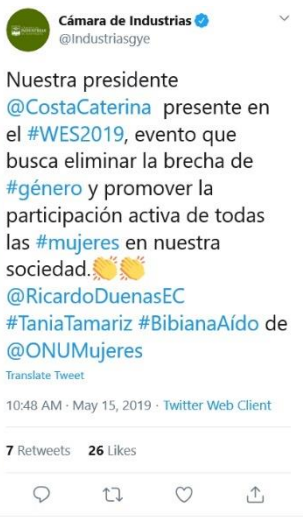 Cámara de Industrias
@Industriasgye
Nuestra presidente
@CostaCaterina presente en
el #WES2019, evento que
busca eliminar la brecha de
#género y promover la
participación activa de todas
las #mujeres en nuestra
sociedad.👏👏
@RicardoDuenasEC
#TaniaTamariz #BibianaAído de
@ONUMujeres
Translate Tweet
10:48 AM · May 15, 2019 · Twitter Web Client
7 Retweets 26 Likes